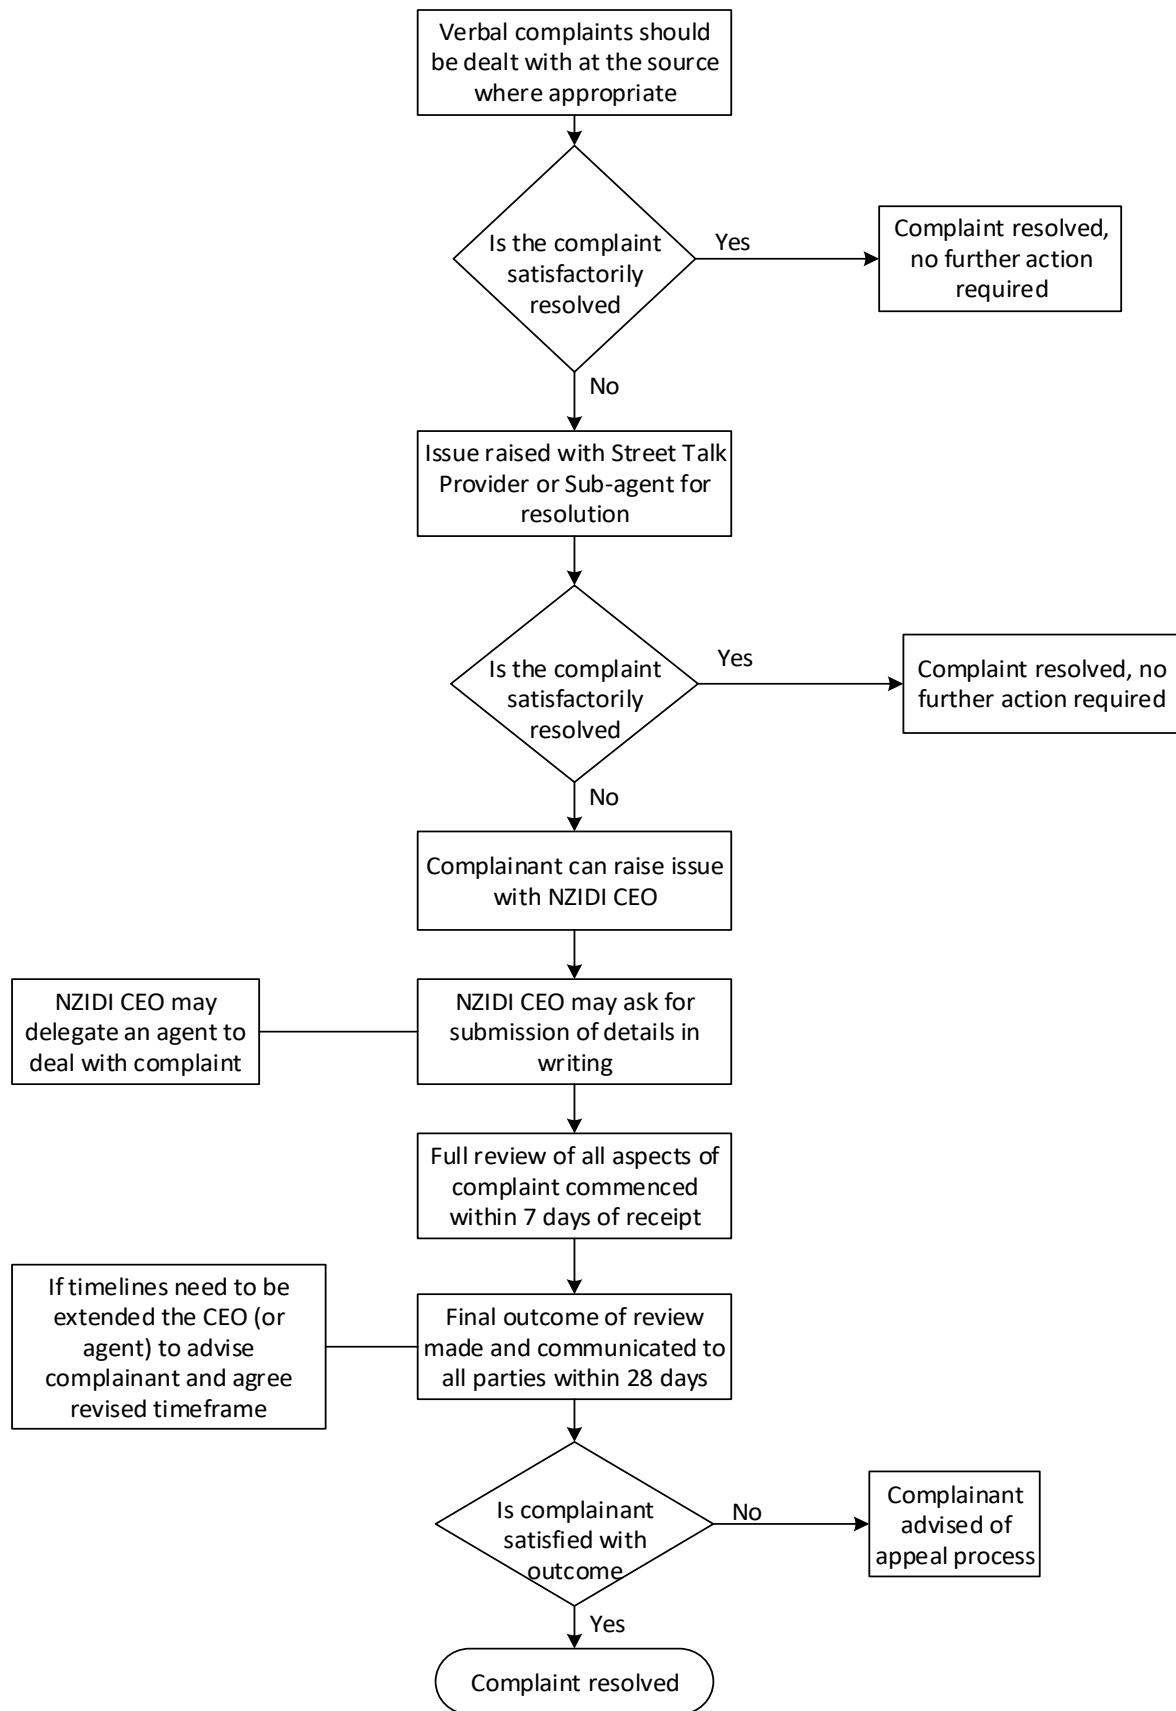 Verbal complaints should
be dealt with at the source
where appropriate
Is the complaint
satisfactorily
resolved
Yes
Complaint resolved,
no further action
required
No
Issue raised with Street Talk
Provider or Sub-agent for
resolution
Is the complaint
satisfactorily
resolved
Yes
Complaint resolved, no
further action required
No
Complainant can raise issue
with NZIDI CEO
NZIDI CEO may
delegate an agent to
deal with complaint
NZIDI CEO may ask for
submission of details in
writing
Full review of all aspects of
complaint commenced
within 7 days of receipt
If timelines need to be
extended the CEO (or
agent) to advise
complainant and agree
revised timeframe
Final outcome of review
made and communicated to
all parties within 28 days
Is complainant
satisfied with
outcome
No
Complainant
advised of
appeal process
Yes
Complaint resolved